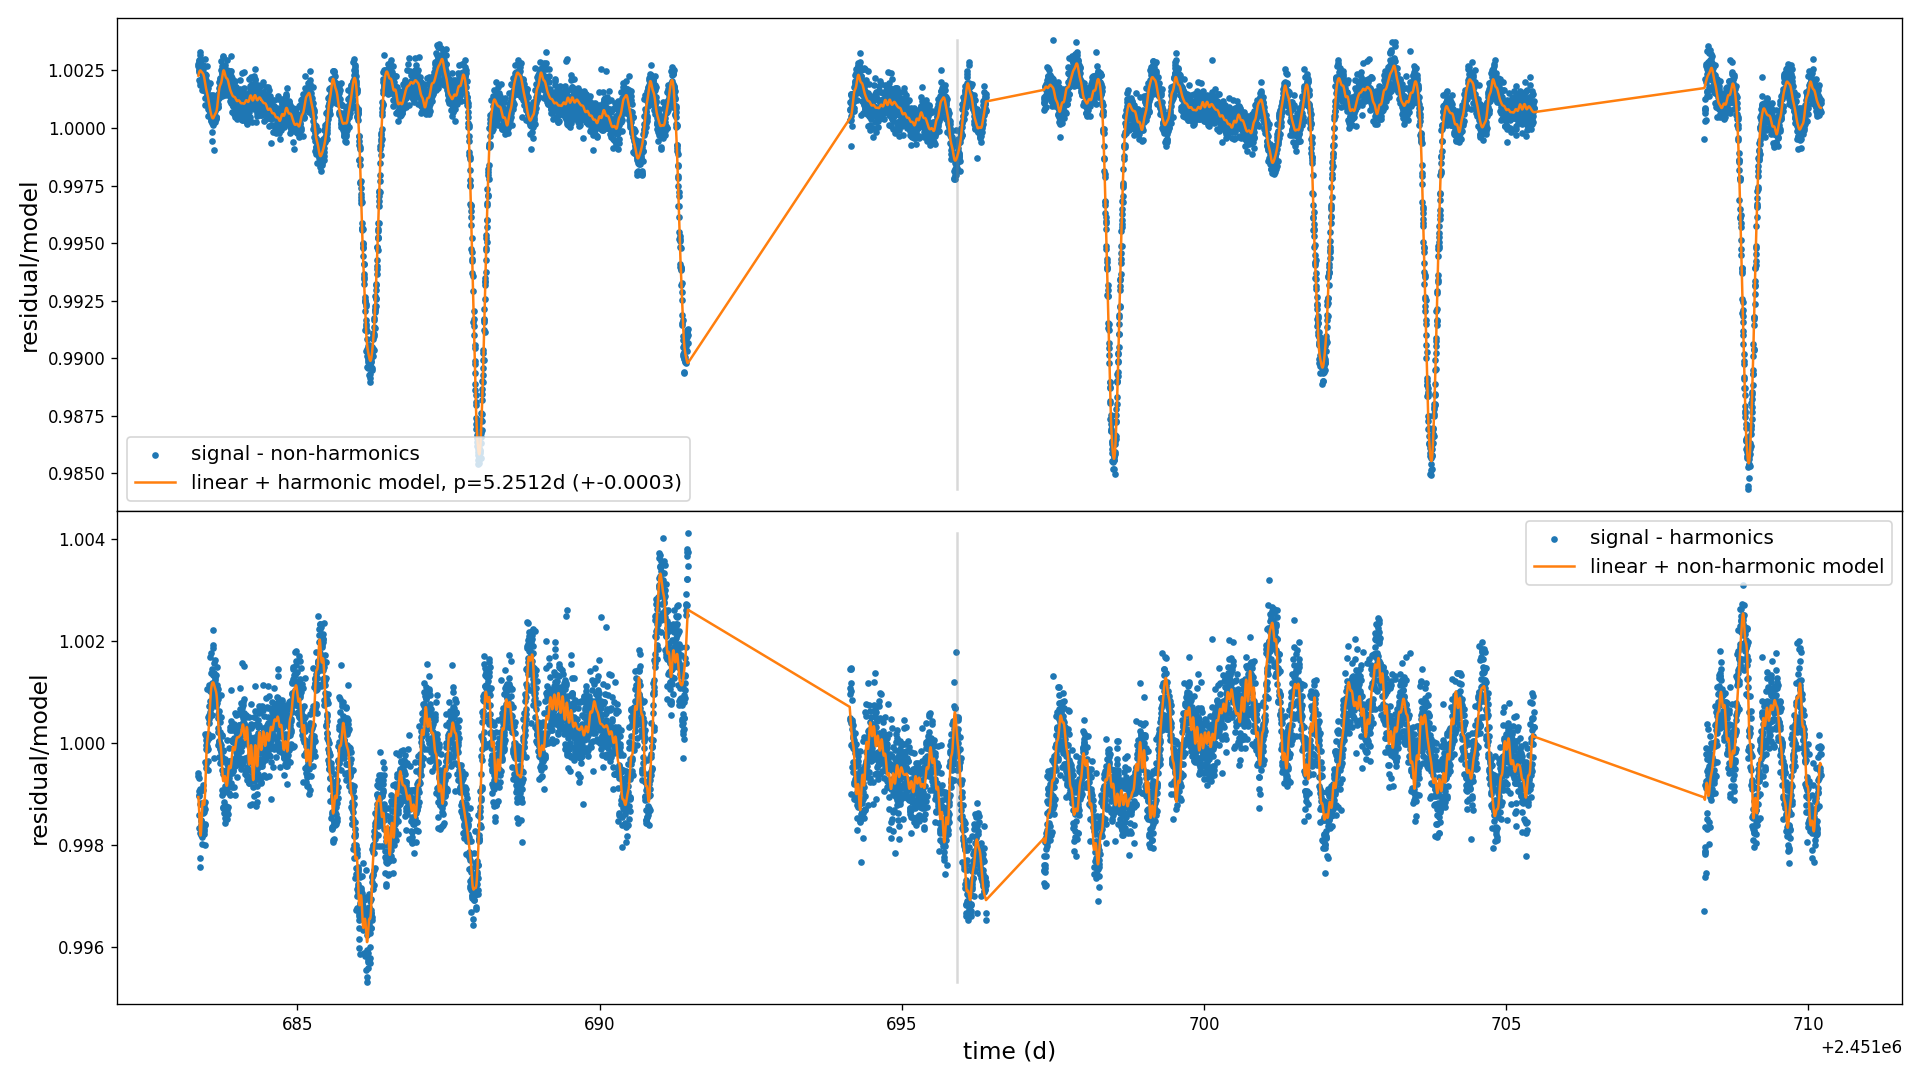 residual/model
1.0025
1.0000
0.9975
0.9950
0.9925
0.9900
0.9875
0.9850
signal - non-harmonics
linear + harmonic model, p=5.2512d (+-0.0003)
residual/model
1.004
1.002
1.000
0.998
0.996
signal - harmonics
linear + non-harmonic model
685 690 695 700 705 710
time (d)
+2.451e6